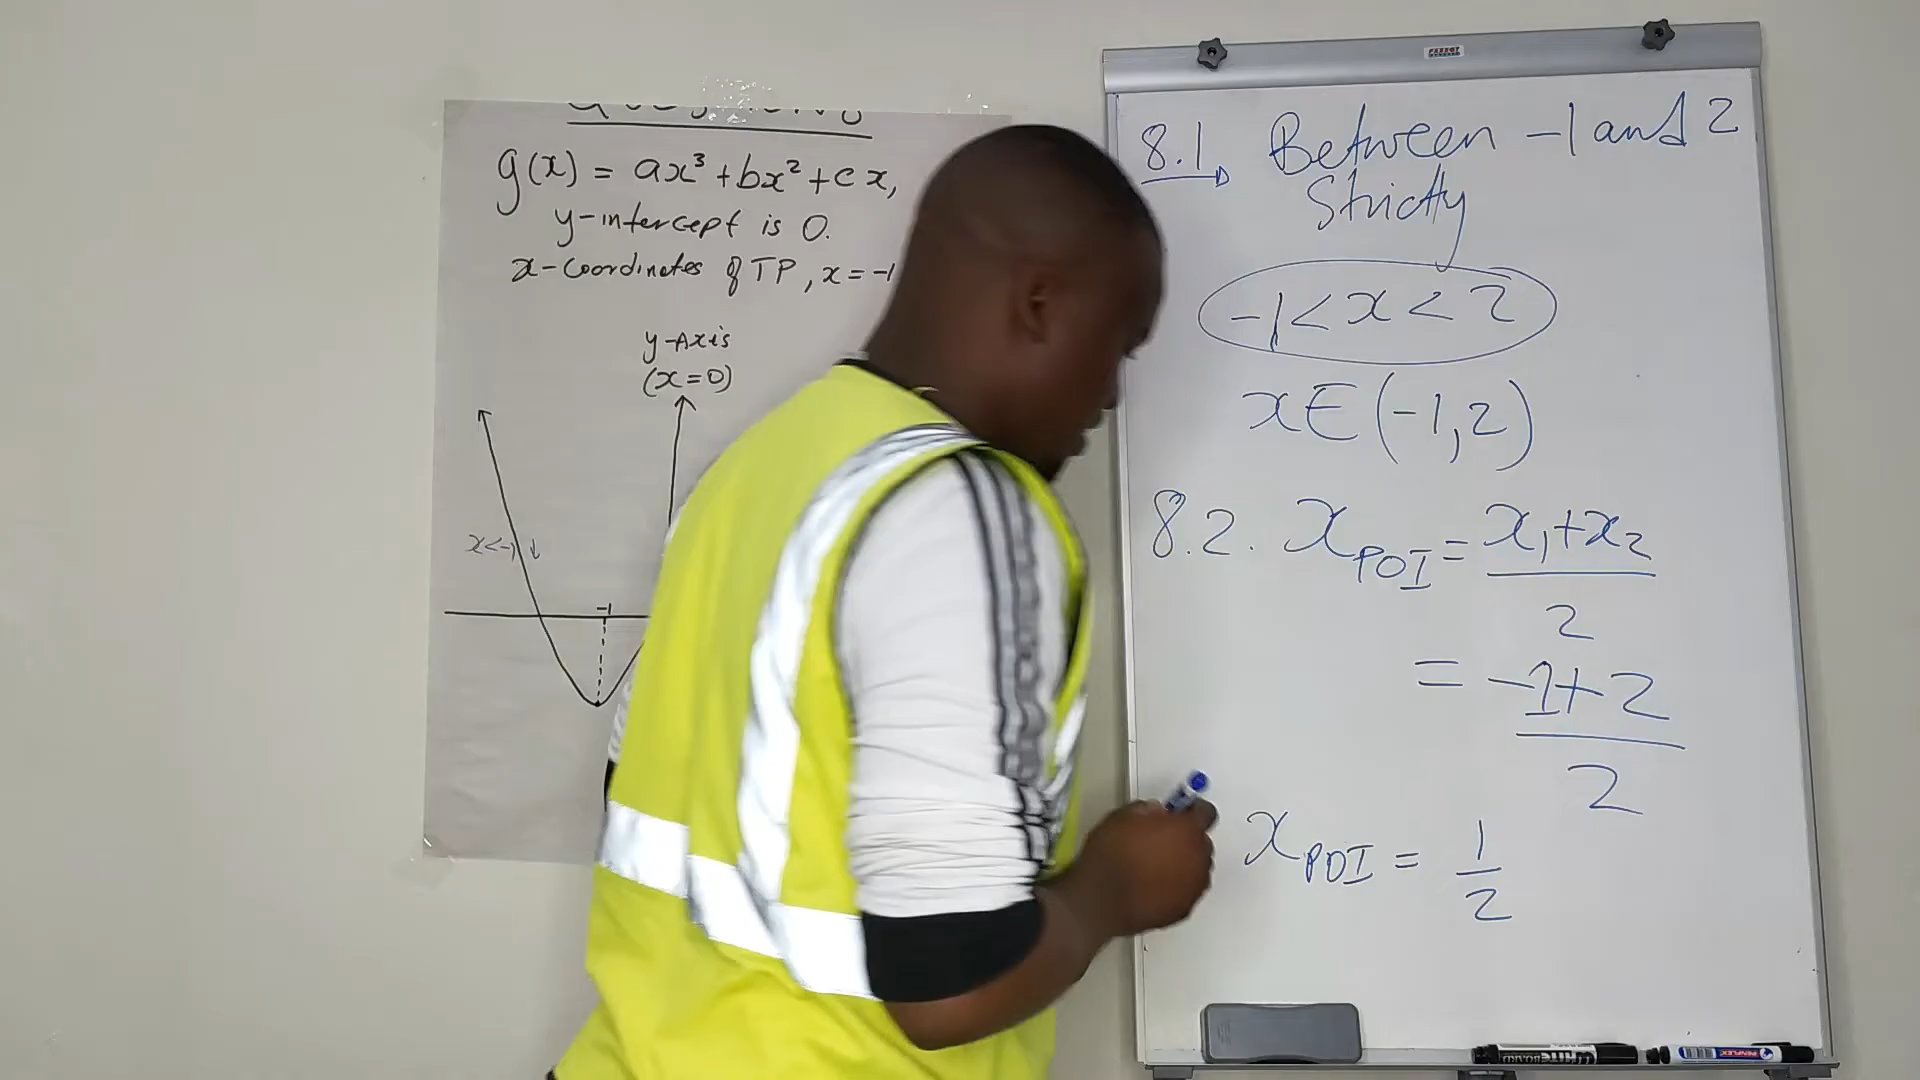 g(x) = ax³ + bx² + cx,
y-intercept is 0.
x-coordinates of TP, x = -1
y-Axis
(x=0)
x<-1 ↓
-1
PARROT
8.1 Between -1 and 2
Strictly
-1 < x < 2
x ∈ (-1, 2)
8.2. x_POI = (x₁+x₂)/2
= (-1+2)/2
x_POI = 1/2